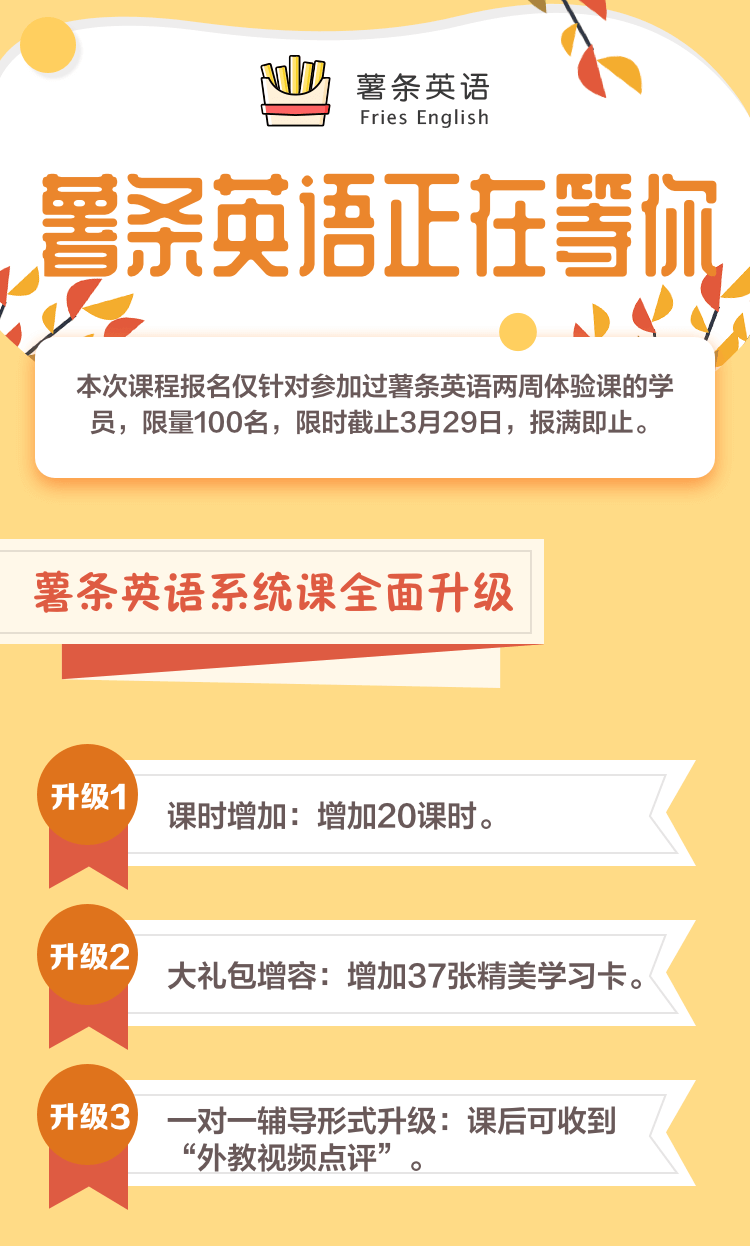 薯条英语
Fries English
薯条英语正在等你
本次课程报名仅针对参加过薯条英语两周体验课的学
员，限量100名，限时截止3月29日，报满即止。
薯条英语系统课全面升级
升级1
课时增加：增加20课时。
升级2
大礼包增容：增加37张精美学习卡。
升级3
一对一辅导形式升级：课后可收到
“外教视频点评”。